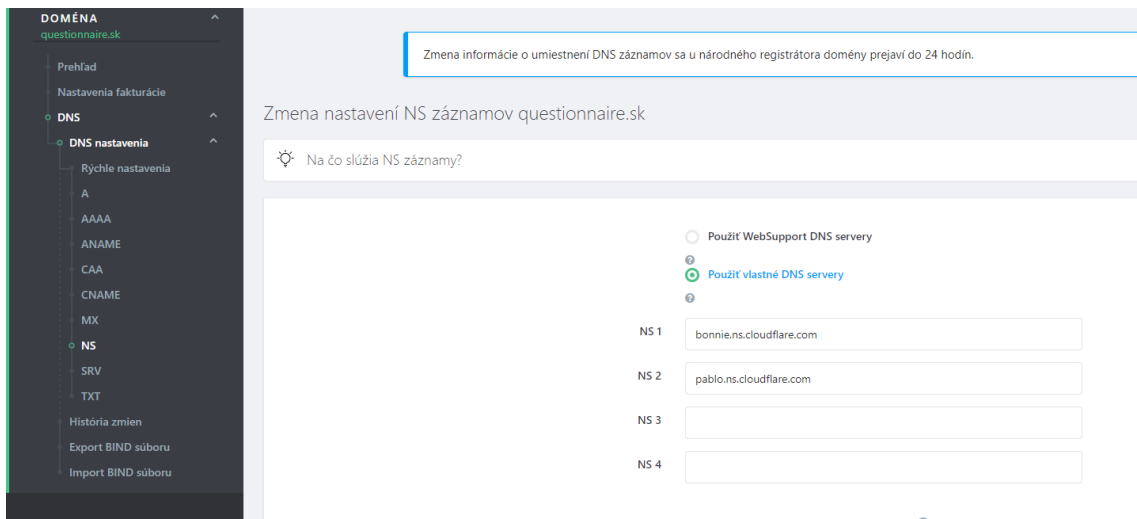 DOMÉNA
questionnaire.sk
Prehľad
Nastavenia fakturácie
DNS
DNS nastavenia
Rýchle nastavenia
A
AAAA
ANAME
CAA
CNAME
MX
NS
SRV
TXT
História zmien
Export BIND súboru
Import BIND súboru
Zmena informácie o umiestnení DNS záznamov sa u národného registrátora domény prejaví do 24 hodín.
Zmena nastavení NS záznamov questionnaire.sk
Na čo slúžia NS záznamy?
Použiť WebSupport DNS servery
Použiť vlastné DNS servery
NS 1 bonnie.ns.cloudflare.com
NS 2 pablo.ns.cloudflare.com
NS 3
NS 4